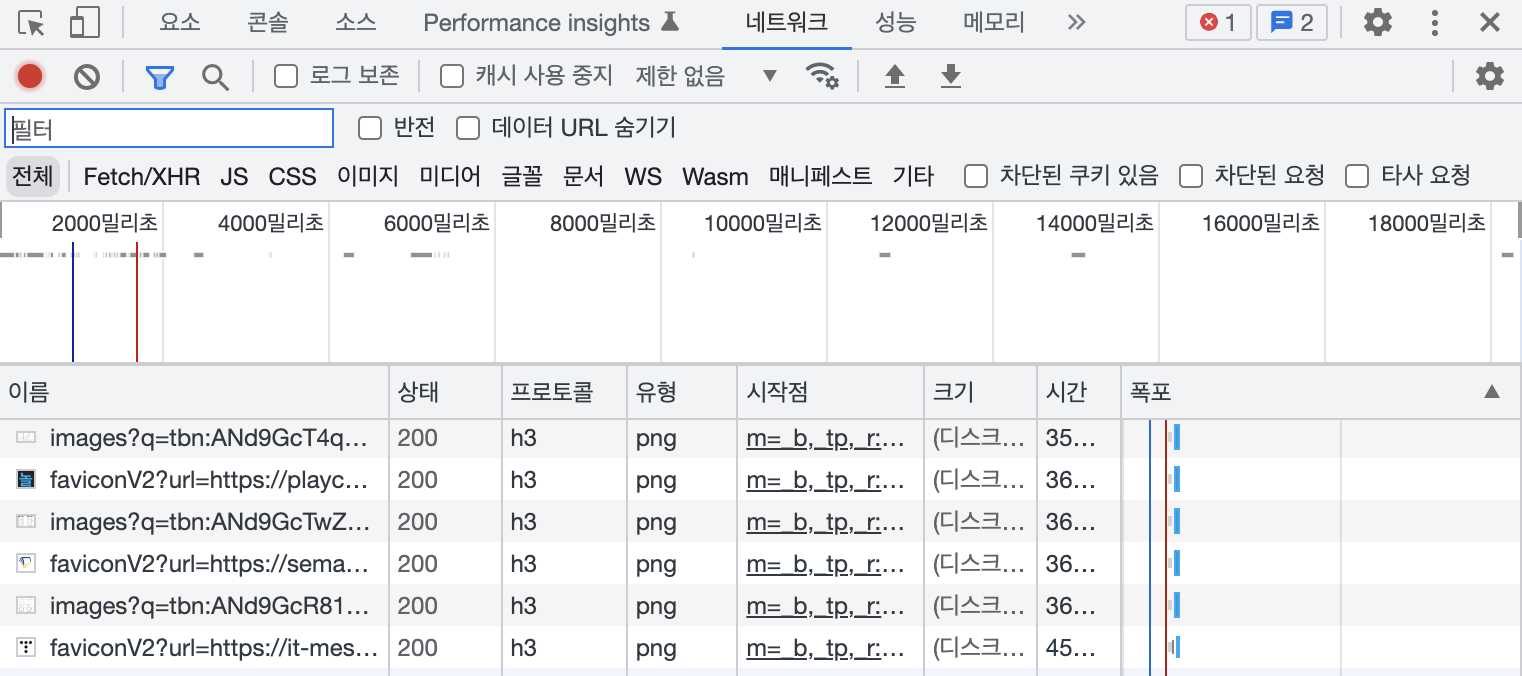 요소 콘솔 소스 Performance insights 네트워크 성능 메모리 1 2
로그 보존 캐시 사용 중지 제한 없음
필터 반전 데이터 URL 숨기기
전체 Fetch/XHR JS CSS 이미지 미디어 글꼴 문서 WS Wasm 매니페스트 기타 차단된 쿠키 있음 차단된 요청 타사 요청
2000밀리초 4000밀리초 6000밀리초 8000밀리초 10000밀리초 12000밀리초 14000밀리초 16000밀리초 18000밀리초
이름 상태 프로토콜 유형 시작점 크기 시간 폭포
images?q=tbn:ANd9GcT4q… 200 h3 png m=_b,_tp,_r:… (디스크… 35…
faviconV2?url=https://playc… 200 h3 png m=_b,_tp,_r:… (디스크… 36…
images?q=tbn:ANd9GcTwZ… 200 h3 png m=_b,_tp,_r:… (디스크… 36…
faviconV2?url=https://sema… 200 h3 png m=_b,_tp,_r:… (디스크… 36…
images?q=tbn:ANd9GcR81… 200 h3 png m=_b,_tp,_r:… (디스크… 36…
faviconV2?url=https://it-mes… 200 h3 png m=_b,_tp,_r:… (디스크… 45…